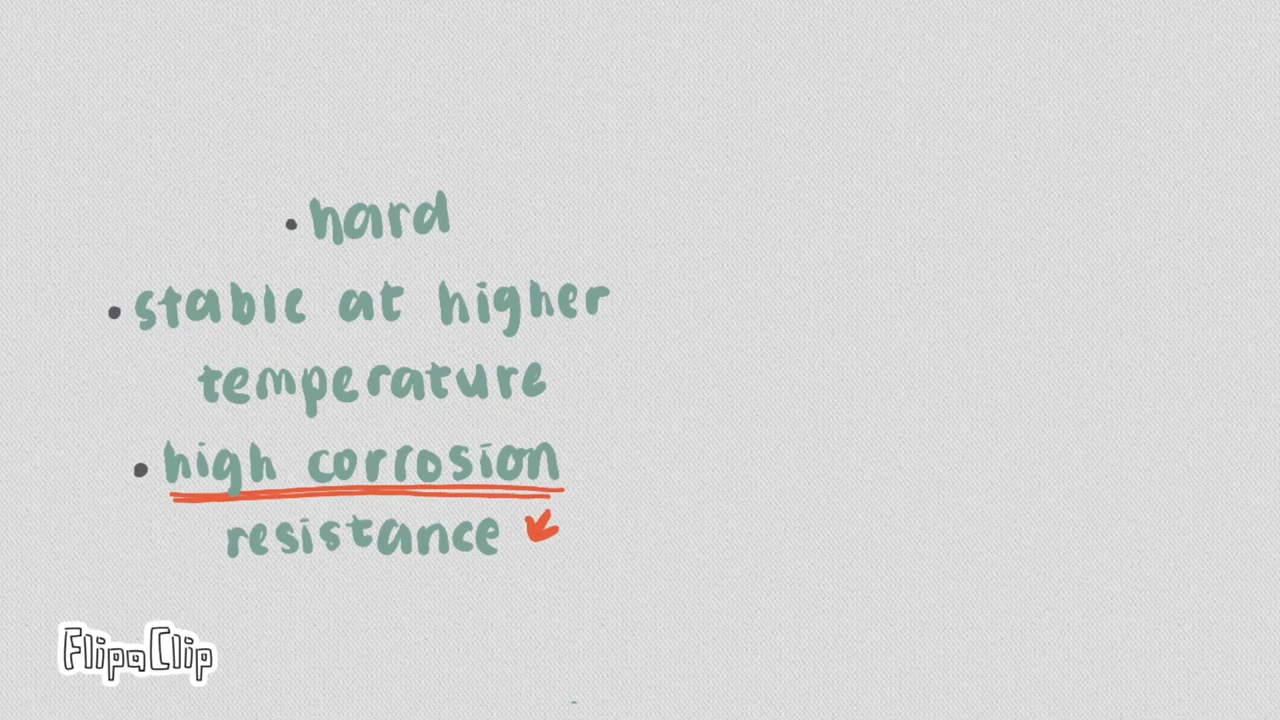 • hard
• stable at higher
temperature
• high corrosion
resistance
FlipaClip